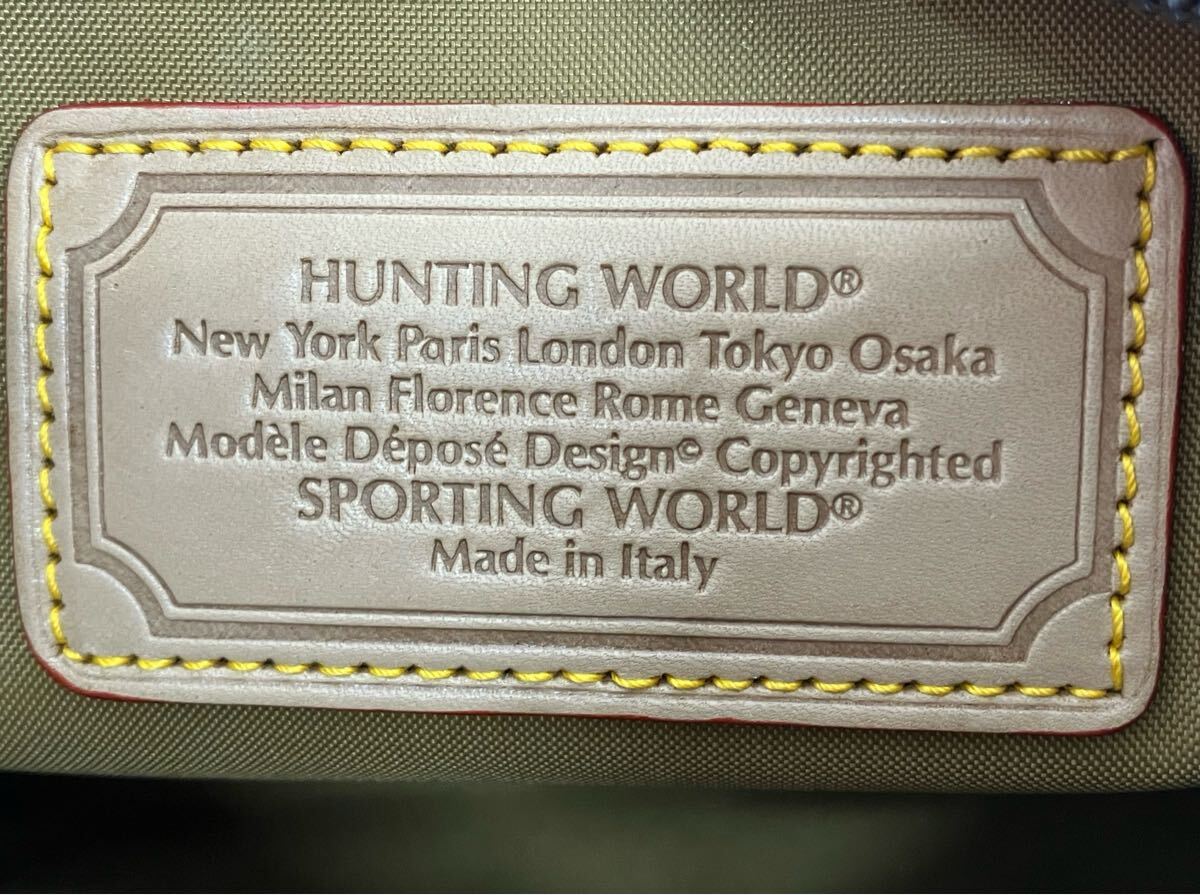 HUNTING WORLD®
New York Paris London Tokyo Osaka
Milan Florence Rome Geneva
Modèle Déposé Design© Copyrighted
SPORTING WORLD®
Made in Italy